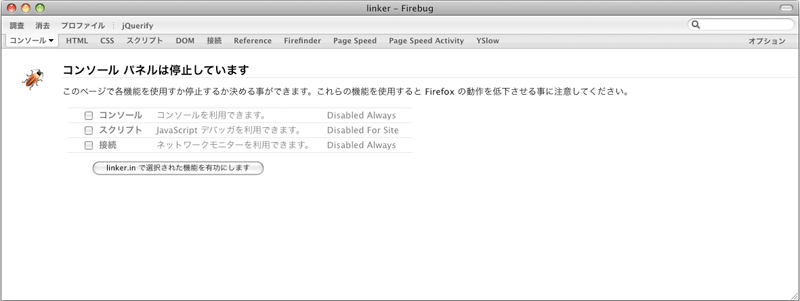 linker – Firebug
調査 消去 プロファイル jQuerify
コンソール HTML CSS スクリプト DOM 接続 Reference Firefinder Page Speed Page Speed Activity YSlow オプション
コンソール パネルは停止しています
このページで各機能を使用すか停止するか決める事ができます。これらの機能を使用すると Firefox の動作を低下させる事に注意してください。
コンソール コンソールを利用できます。 Disabled Always
スクリプト JavaScript デバッガを利用できます。 Disabled For Site
接続 ネットワークモニターを利用できます。 Disabled Always
linker.in で選択された機能を有効にします